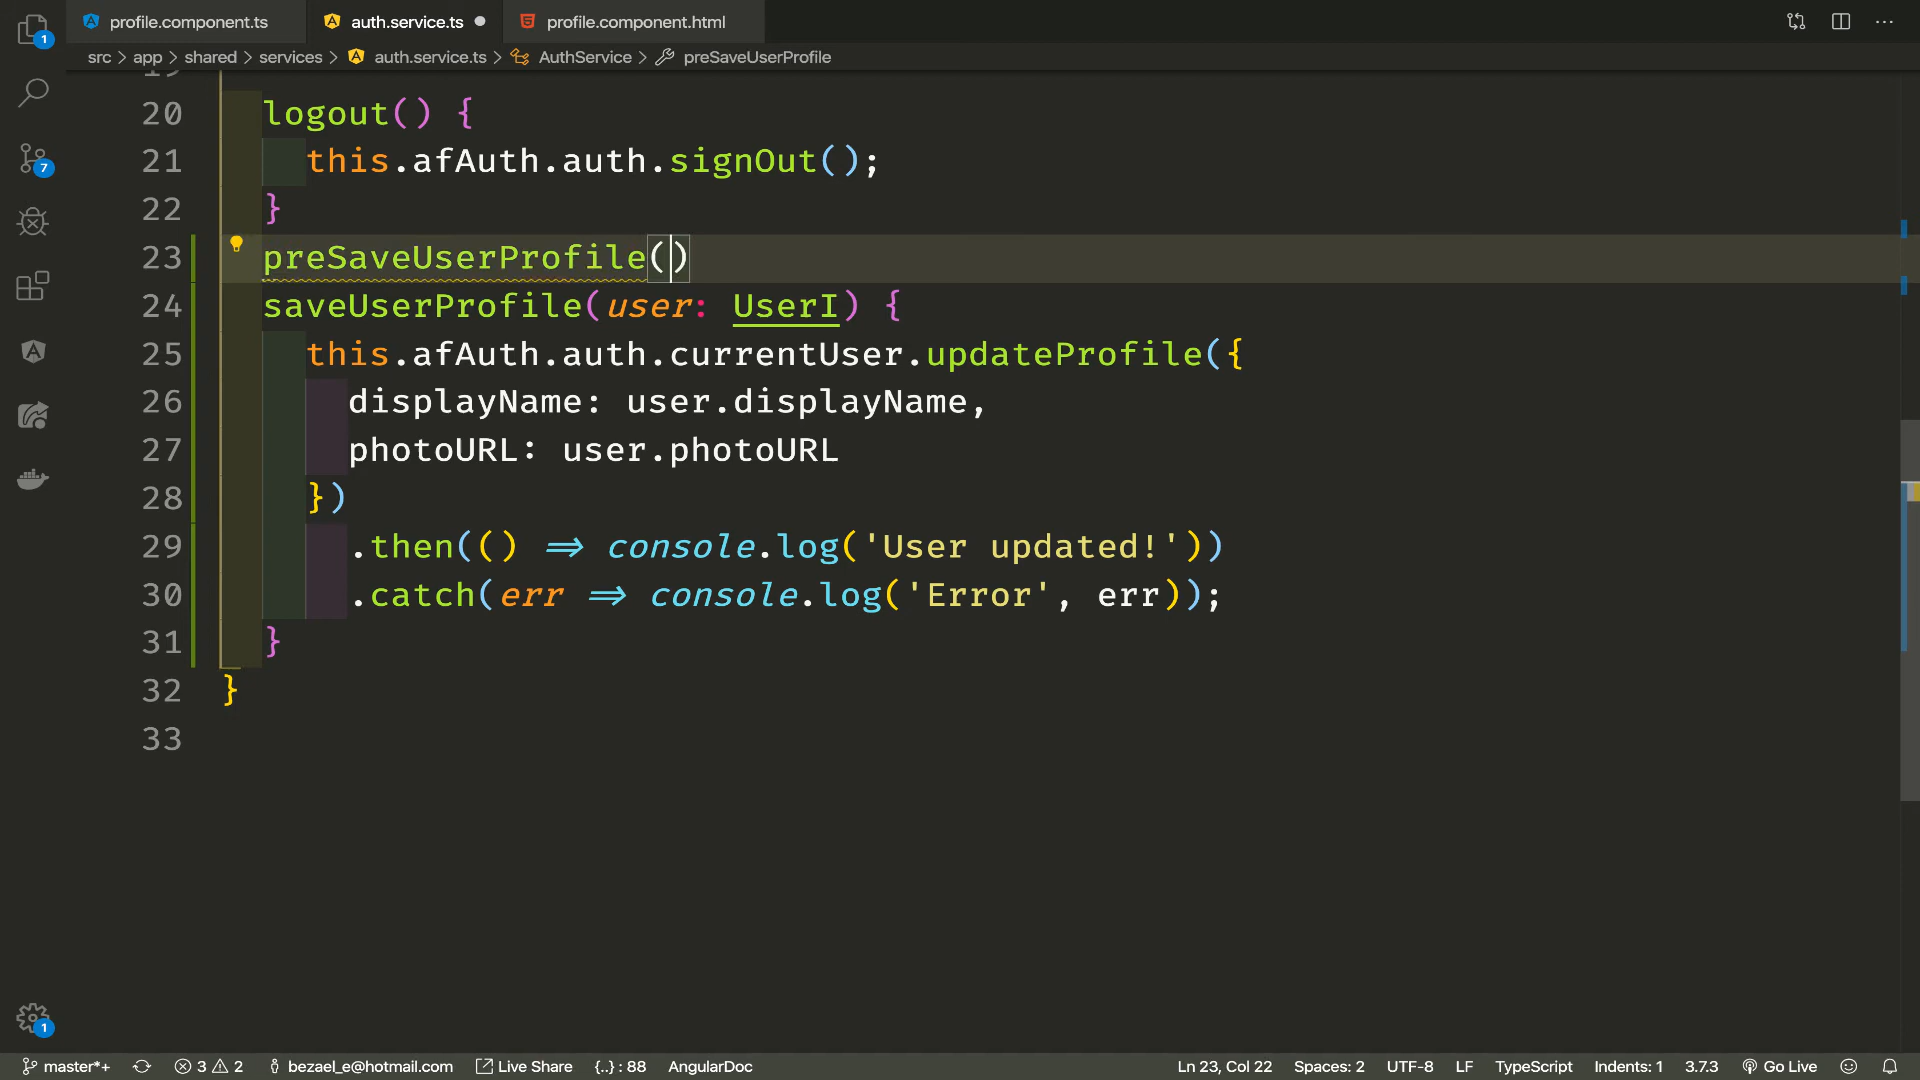 profile.component.ts auth.service.ts profile.component.html
1
src > app > shared > services > auth.service.ts > AuthService > preSaveUserProfile
20 logout() {
21 this.afAuth.auth.signOut();
7
22 }
23 preSaveUserProfile()
24 saveUserProfile(user: UserI) {
25 this.afAuth.auth.currentUser.updateProfile({
26 displayName: user.displayName,
27 photoURL: user.photoURL
28 })
29 .then(() => console.log('User updated!'))
30 .catch(err => console.log('Error', err));
31 }
32 }
33
1
master*+ 3 2 bezael_e@hotmail.com Live Share {..} : 88 AngularDoc Ln 23, Col 22 Spaces: 2 UTF-8 LF TypeScript Indents: 1 3.7.3 Go Live